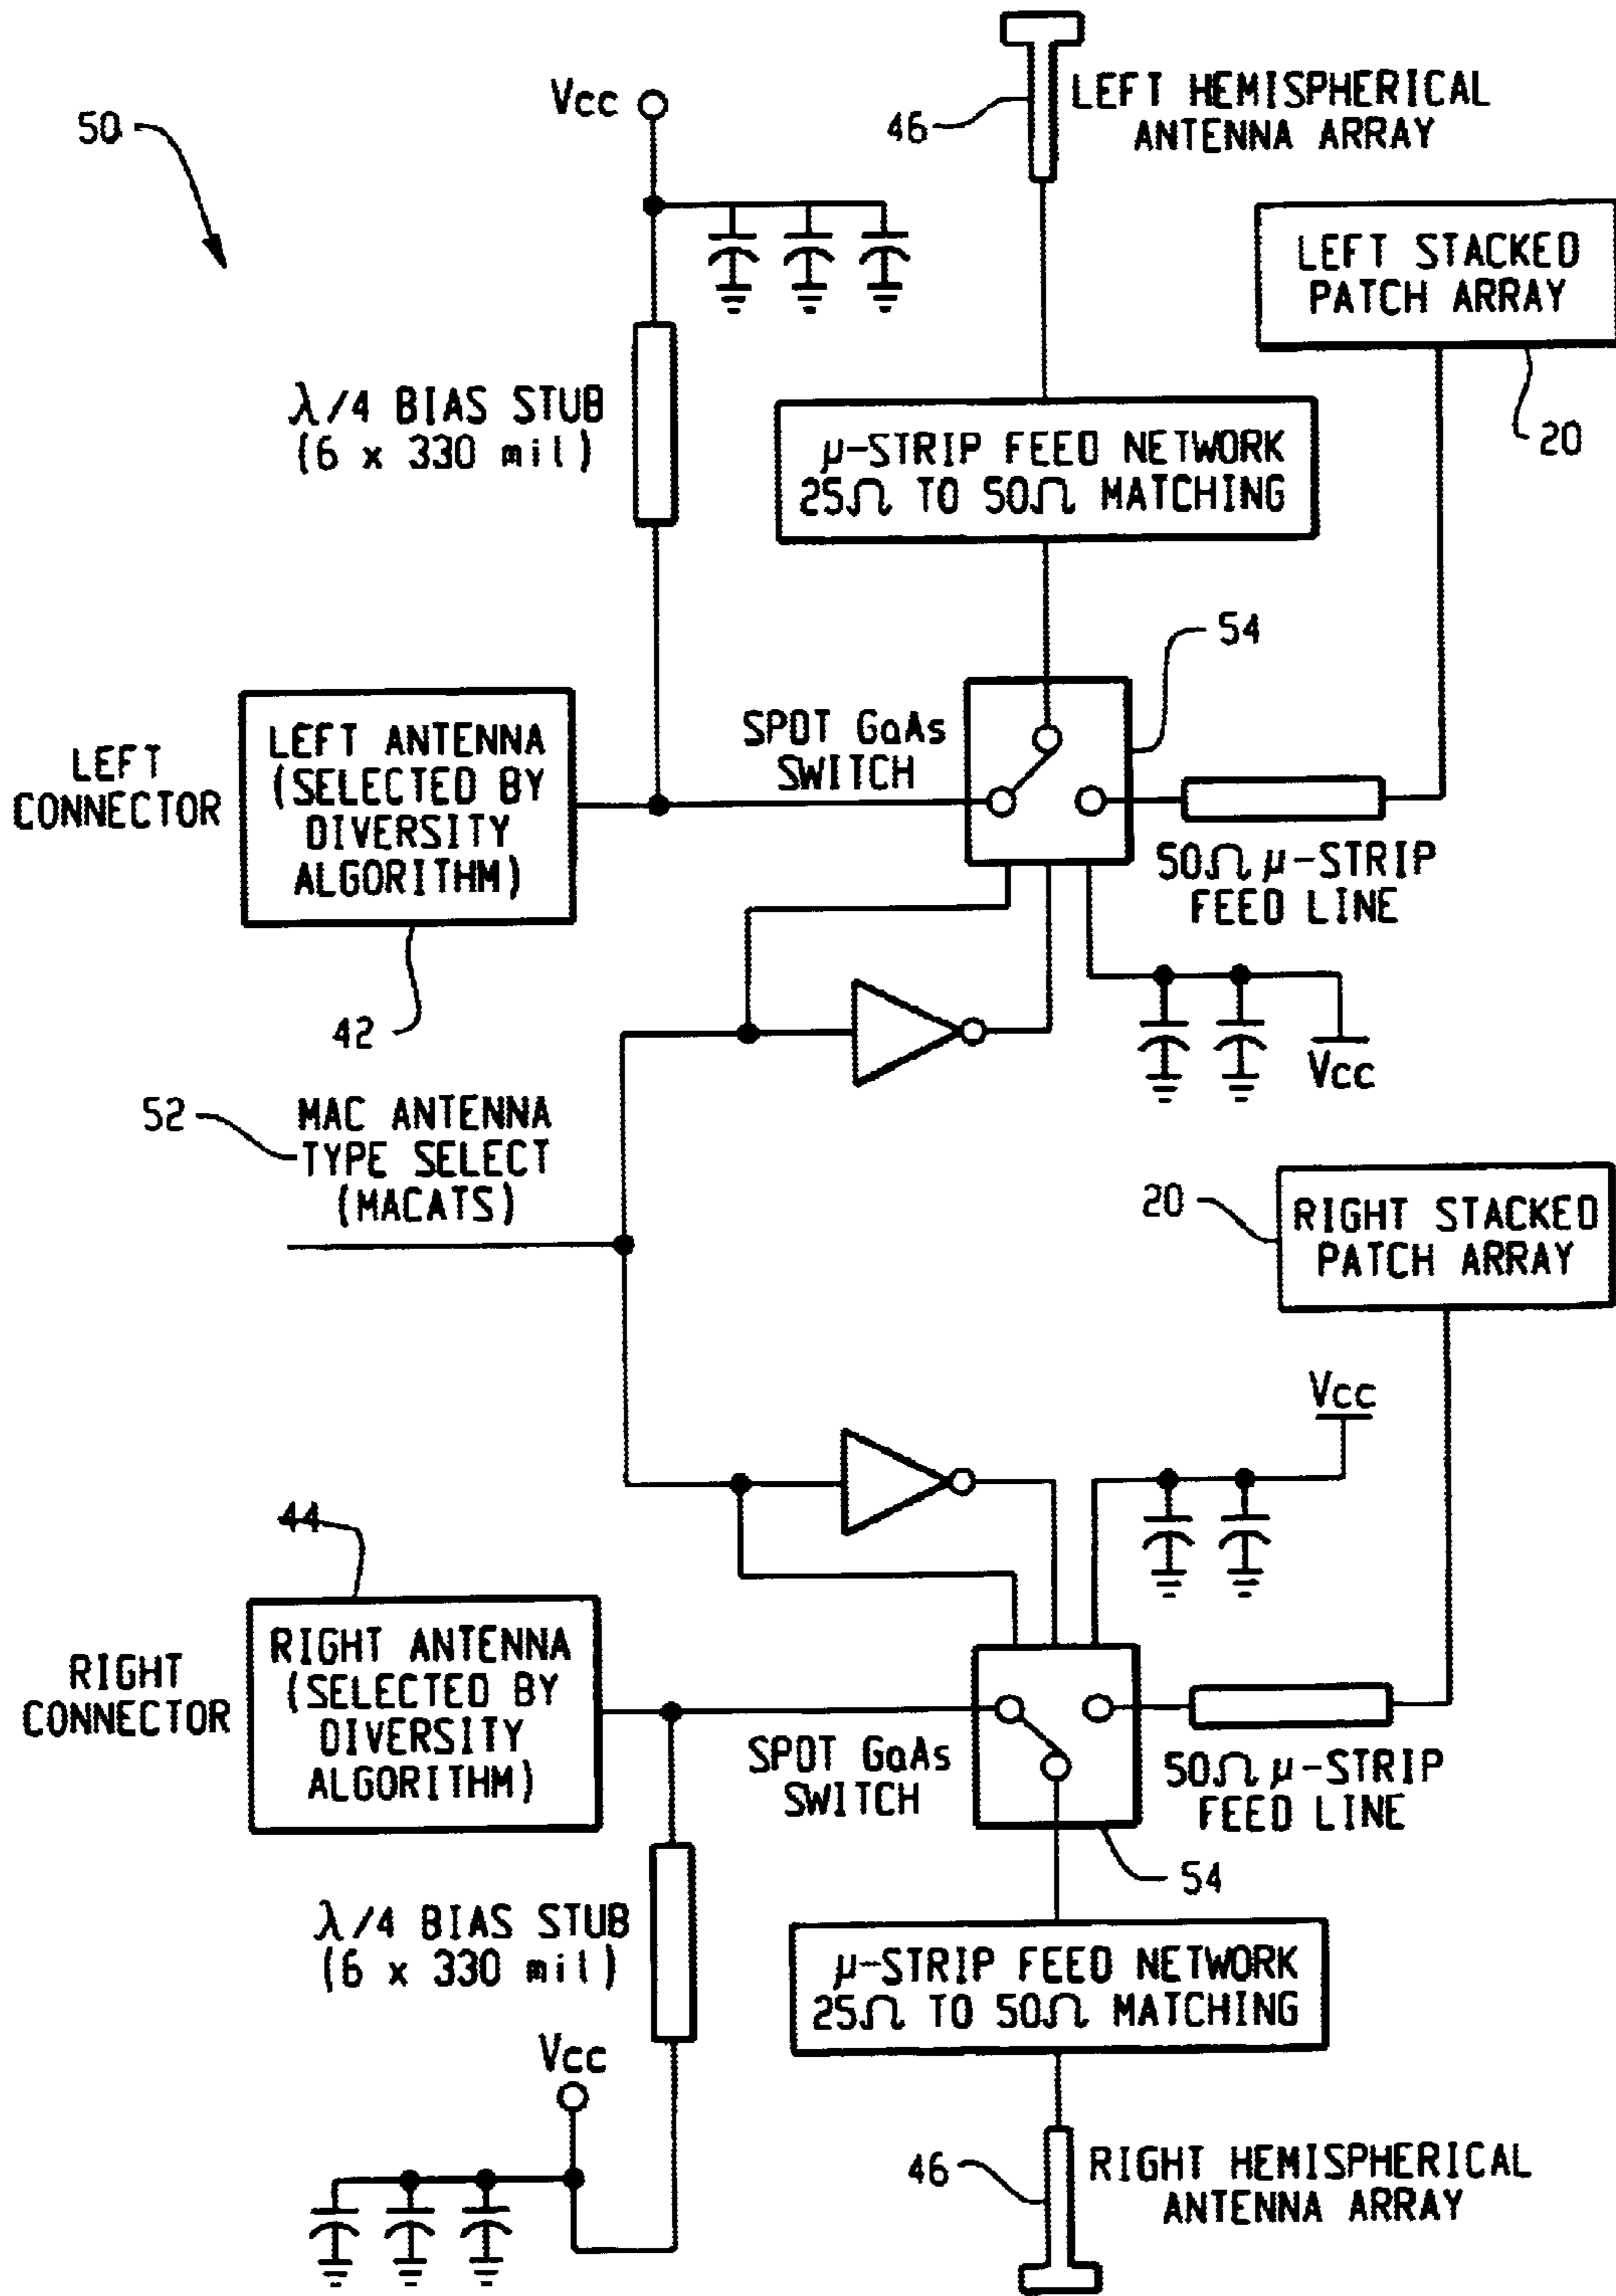 50
Vcc
46
LEFT HEMISPHERICAL
ANTENNA ARRAY
LEFT STACKED
PATCH ARRAY
20
λ/4 BIAS STUB
(6 x 330 mil)
µ-STRIP FEED NETWORK
25Ω TO 50Ω MATCHING
54
SPDT GaAs
SWITCH
LEFT
CONNECTOR
LEFT ANTENNA
(SELECTED BY
DIVERSITY
ALGORITHM)
42
50Ω µ-STRIP
FEED LINE
Vcc
52
MAC ANTENNA
TYPE SELECT
(MACATS)
20
RIGHT STACKED
PATCH ARRAY
Vcc
44
RIGHT
CONNECTOR
RIGHT ANTENNA
(SELECTED BY
DIVERSITY
ALGORITHM)
SPDT GaAs
SWITCH
50Ω µ-STRIP
FEED LINE
54
λ/4 BIAS STUB
(6 x 330 mil)
µ-STRIP FEED NETWORK
25Ω TO 50Ω MATCHING
Vcc
46
RIGHT HEMISPHERICAL
ANTENNA ARRAY